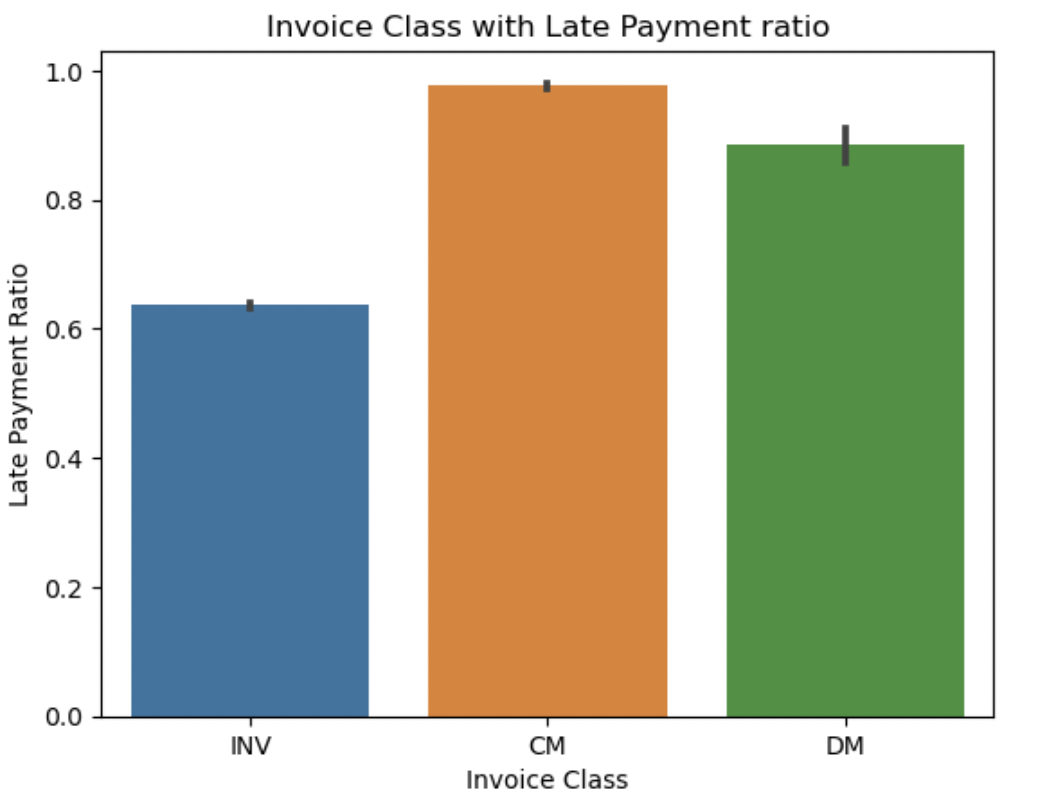 Invoice Class with Late Payment ratio
1.0
0.8
0.6
0.4
0.2
0.0
Late Payment Ratio
INV
CM
DM
Invoice Class